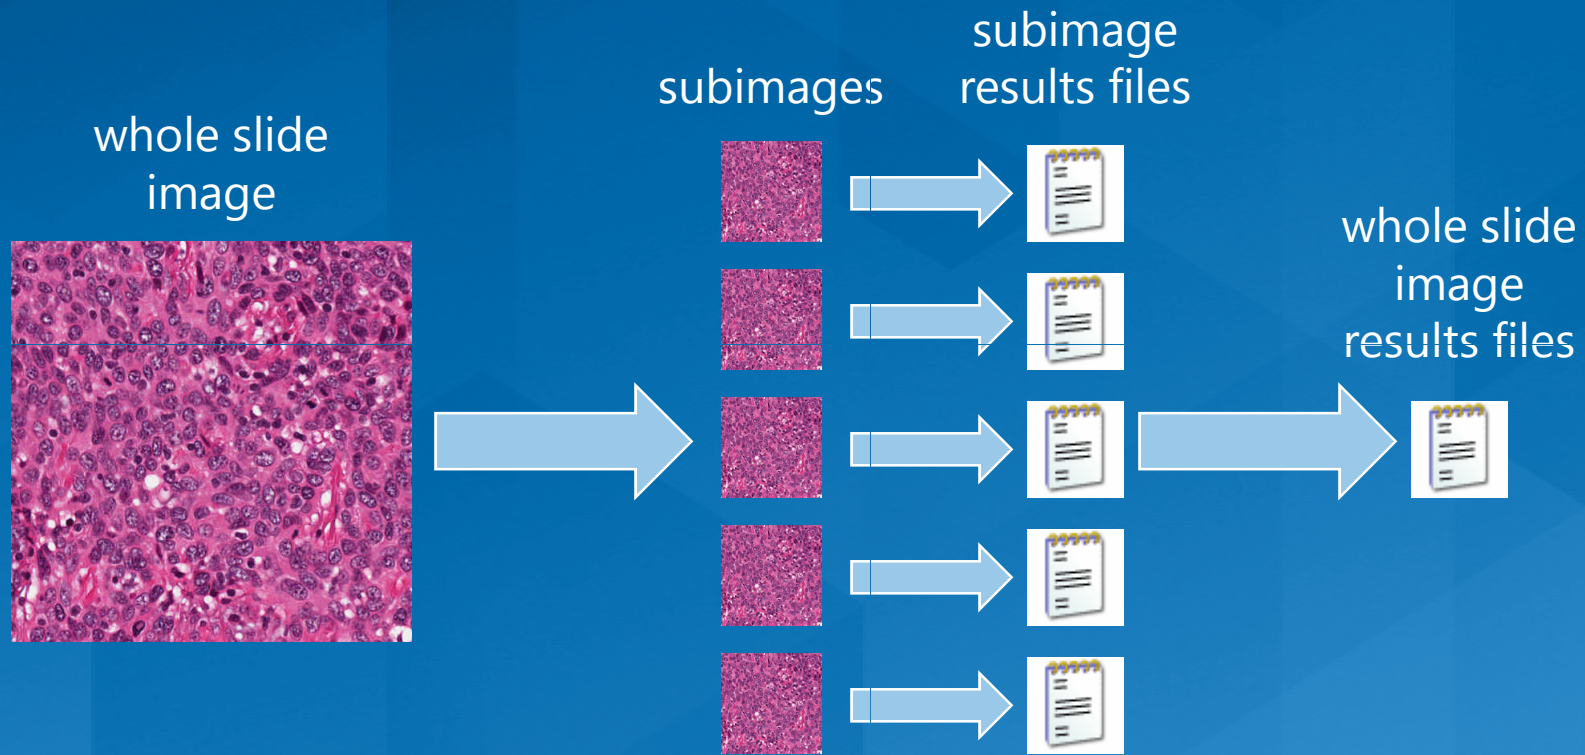 whole slide
image
subimages
subimage
results files
whole slide
image
results files